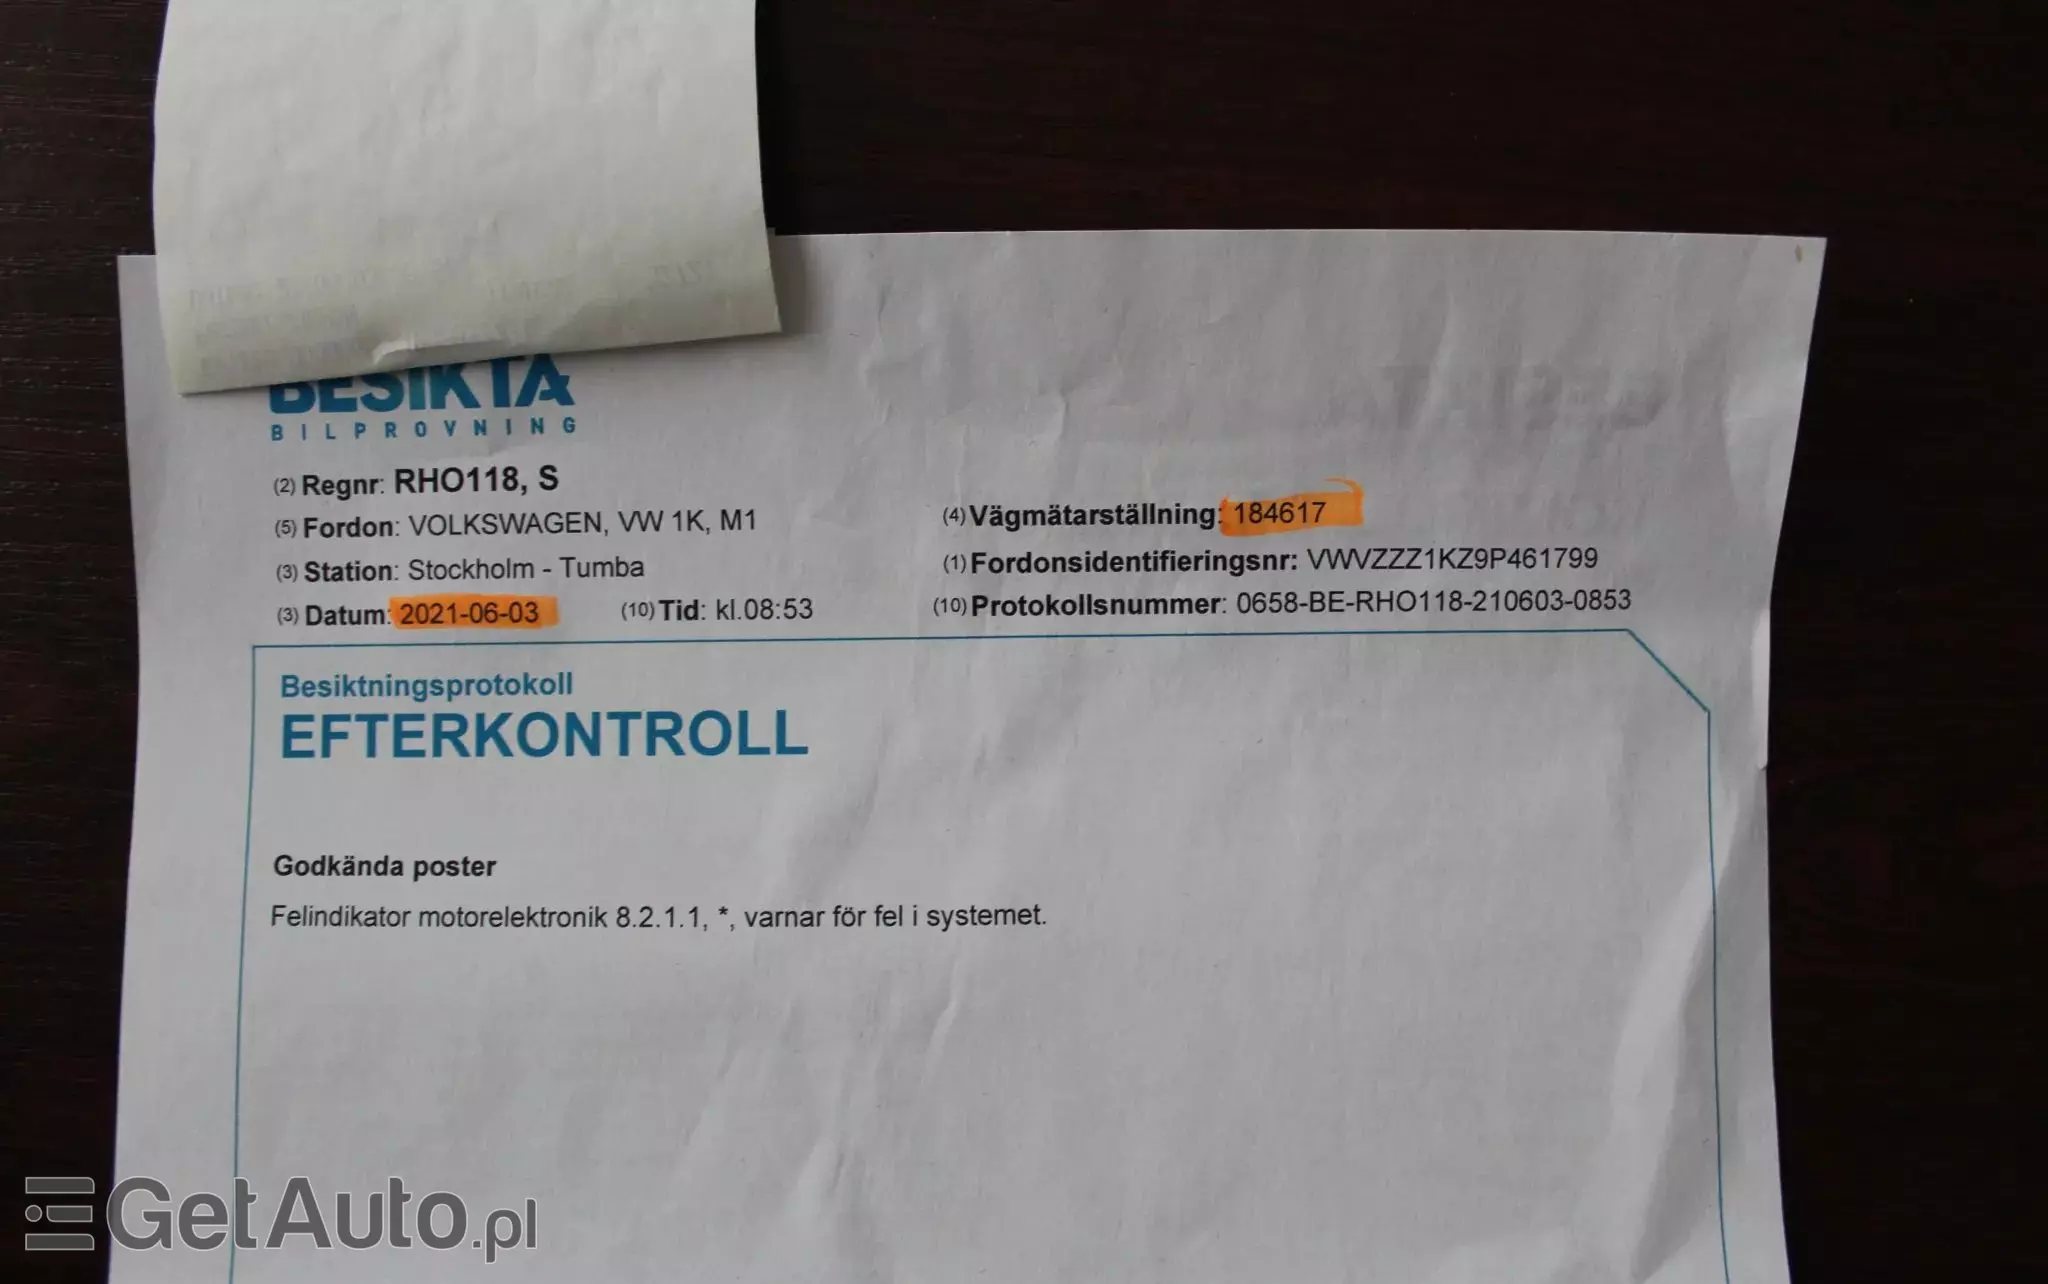 BESIKTA
BILPROVNING
(2) Regnr: RHO118, S
(5) Fordon: VOLKSWAGEN, VW 1K, M1
(4) Vägmätarställning: 184617
(3) Station: Stockholm - Tumba
(1) Fordonsidentifieringsnr: VWVZZZ1KZ9P461799
(3) Datum: 2021-06-03 (10) Tid: kl.08:53
(10) Protokollsnummer: 0658-BE-RHO118-210603-0853
Besiktningsprotokoll
EFTERKONTROLL
Godkända poster
Felindikator motorelektronik 8.2.1.1, *, varnar för fel i systemet.
GetAuto.pl